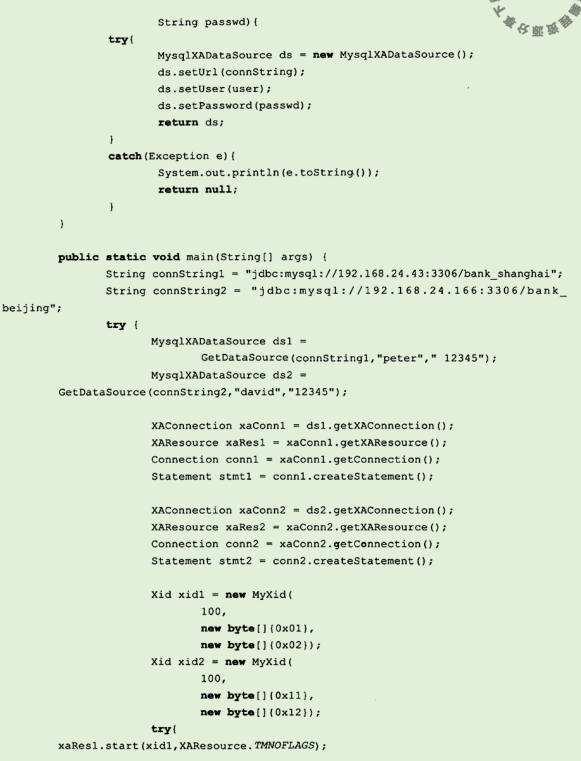 String passwd){
try{
MysqlXADataSource ds = new MysqlXADataSource();
ds.setUrl(connString);
ds.setUser(user);
ds.setPassword(passwd);
return ds;
}
catch(Exception e){
System.out.println(e.toString());
return null;
}
}
public static void main(String[] args) {
String connString1 = "jdbc:mysql://192.168.24.43:3306/bank_shanghai";
String connString2 = "jdbc:mysql://192.168.24.166:3306/bank_
beijing";
try {
MysqlXADataSource ds1 =
GetDataSource(connString1,"peter"," 12345");
MysqlXADataSource ds2 =
GetDataSource(connString2,"david","12345");
XAConnection xaConn1 = ds1.getXAConnection();
XAResource xaRes1 = xaConn1.getXAResource();
Connection conn1 = xaConn1.getConnection();
Statement stmt1 = conn1.createStatement();
XAConnection xaConn2 = ds2.getXAConnection();
XAResource xaRes2 = xaConn2.getXAResource();
Connection conn2 = xaConn2.getConnection();
Statement stmt2 = conn2.createStatement();
Xid xid1 = new MyXid(
100,
new byte[]{0x01},
new byte[]{0x02});
Xid xid2 = new MyXid(
100,
new byte[]{0x11},
new byte[]{0x12});
try{
xaRes1.start(xid1,XAResource.TMNOFLAGS);